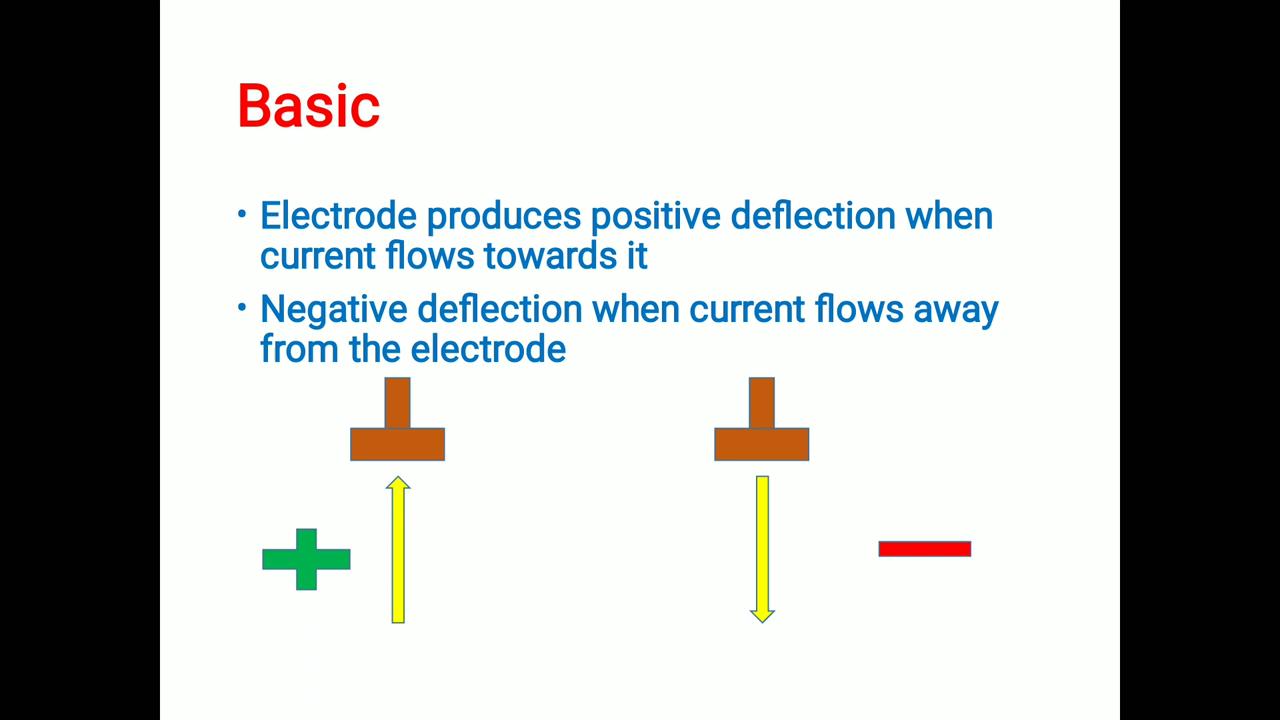 Basic
• Electrode produces positive deflection when
current flows towards it
• Negative deflection when current flows away
from the electrode